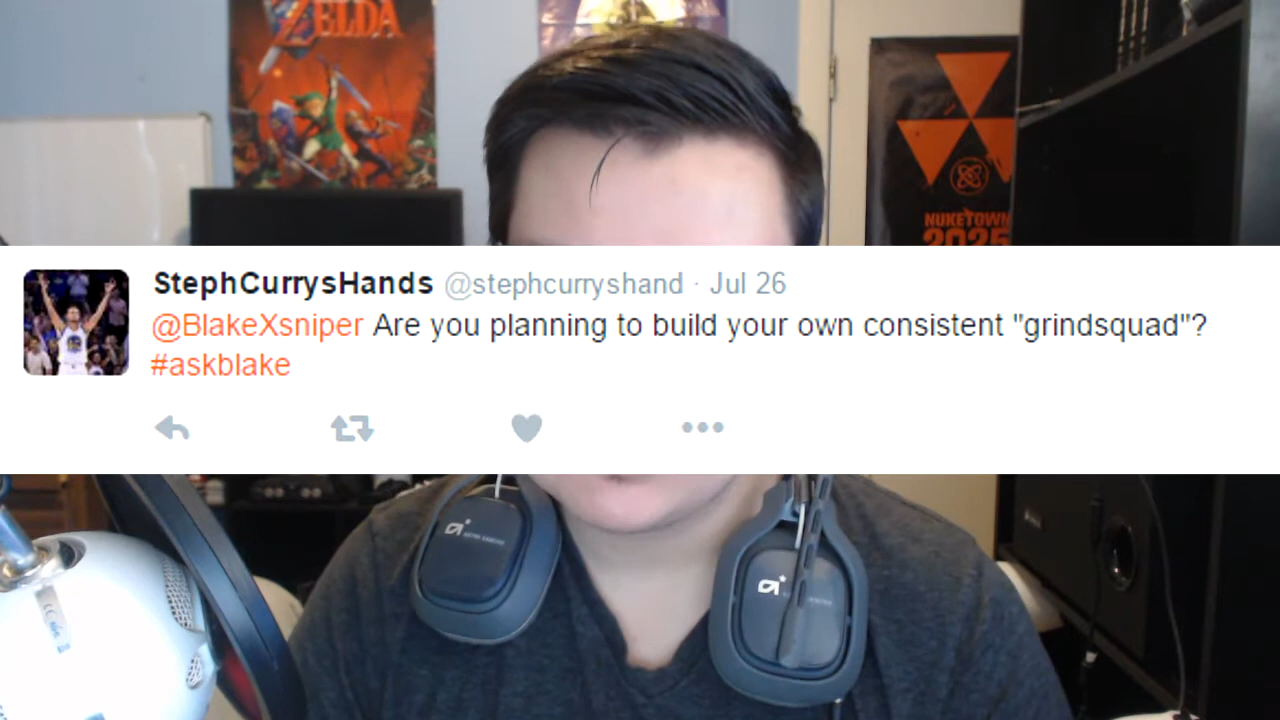 ZELDA
NUKETOWN
2025
StephCurrysHands @stephcurryshand · Jul 26
@BlakeXsniper Are you planning to build your own consistent "grindsquad"?
#askblake